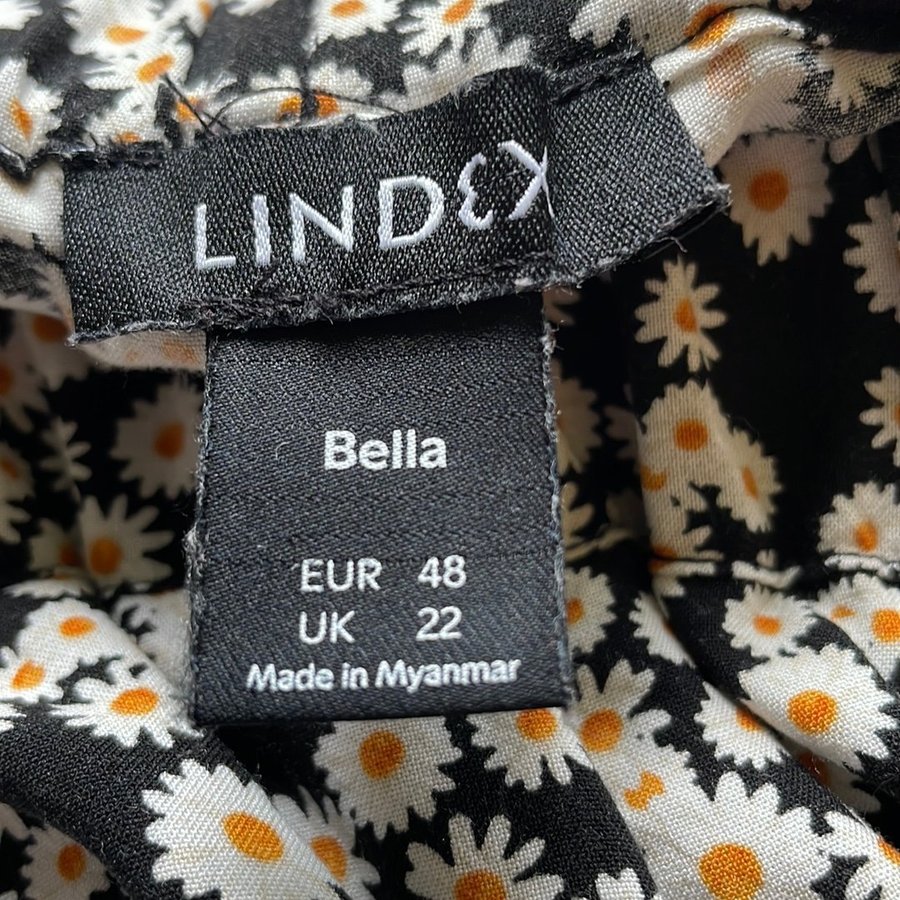 LINDEX
Bella
EUR 48
UK 22
Made in Myanmar